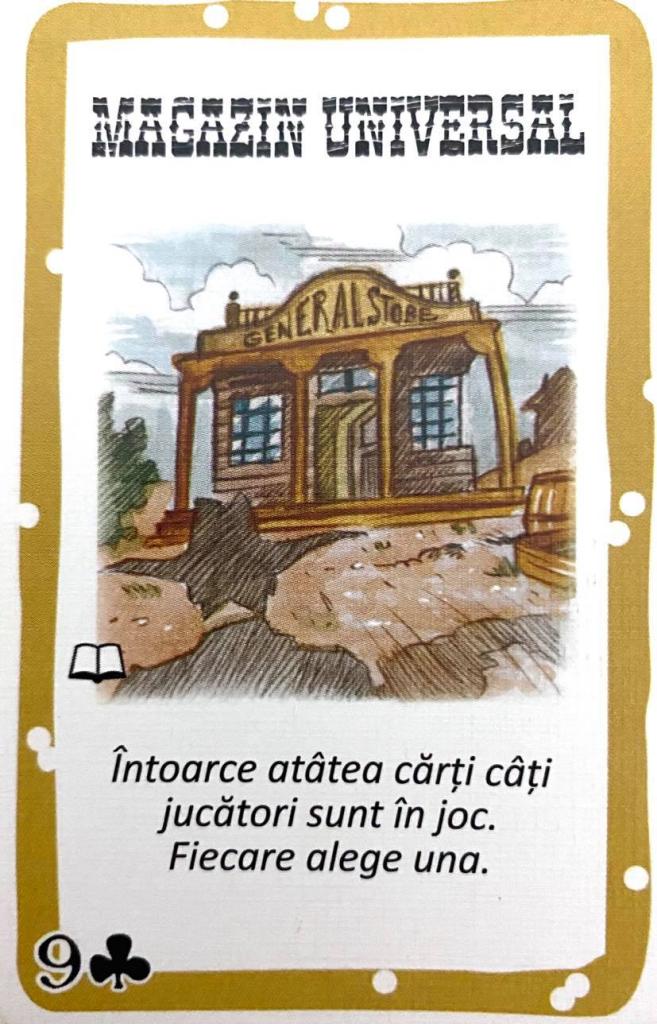 MAGAZIN UNIVERSAL
GENERAL STORE
Întoarce atâtea cărți câți
jucători sunt în joc.
Fiecare alege una.
9♣